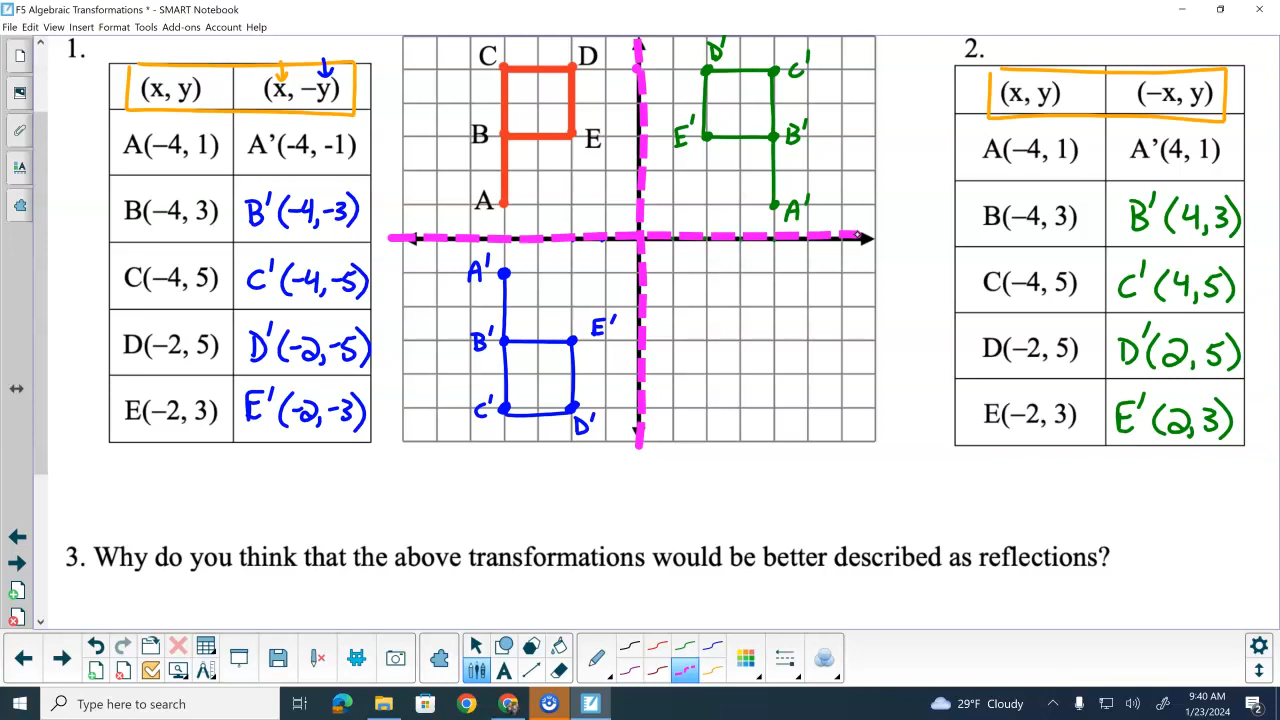 F5 Algebraic Transformations * - SMART Notebook
File Edit View Insert Format Tools Add-ons Account Help
1.
(x, y) (x, –y)
A(–4, 1) A’(-4, -1)
B(–4, 3) B'(-4,-3)
C(–4, 5) C'(-4,-5)
D(–2, 5) D'(-2,-5)
E(–2, 3) E'(-2,-3)
C D
B E
A
D' C'
E' B'
A'
A'
B' E'
C' D'
2.
(x, y) (–x, y)
A(–4, 1) A’(4, 1)
B(–4, 3) B'(4,3)
C(–4, 5) C'(4,5)
D(–2, 5) D'(2,5)
E(–2, 3) E'(2,3)
3. Why do you think that the above transformations would be better described as reflections?
Type here to search
29°F Cloudy
9:40 AM
1/23/2024
2